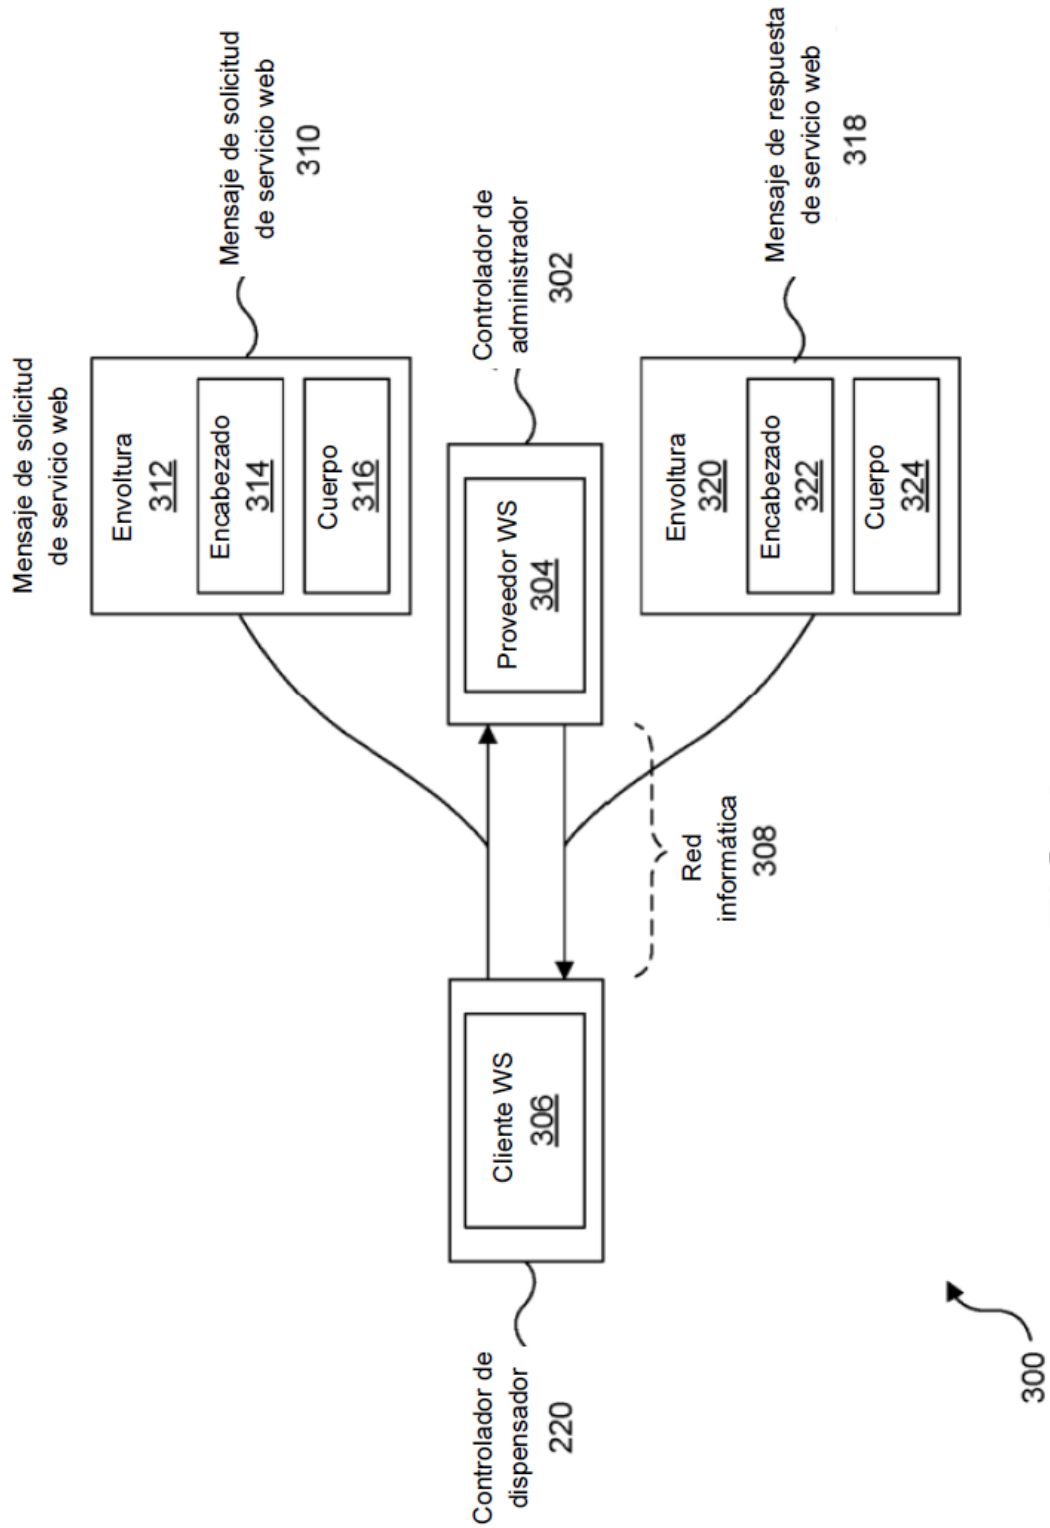 Mensaje de solicitud
de servicio web
Envoltura
312
Encabezado
314
Cuerpo
316
Mensaje de solicitud
de servicio web
310
Controlador de
dispensador
220
Cliente WS
306
Proveedor WS
304
Controlador de
administrador
302
Red
informática
308
Envoltura
320
Encabezado
322
Cuerpo
324
Mensaje de respuesta
de servicio web
318
300